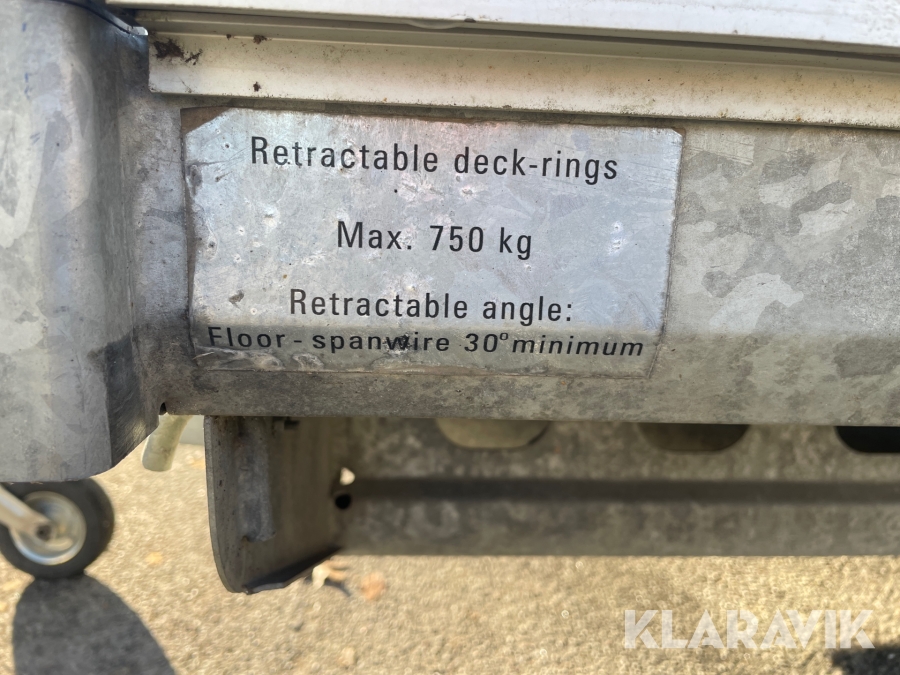 Retractable deck-rings
Max. 750 kg
Retractable angle:
Floor - spanwire 30° minimum
KLARAVIK